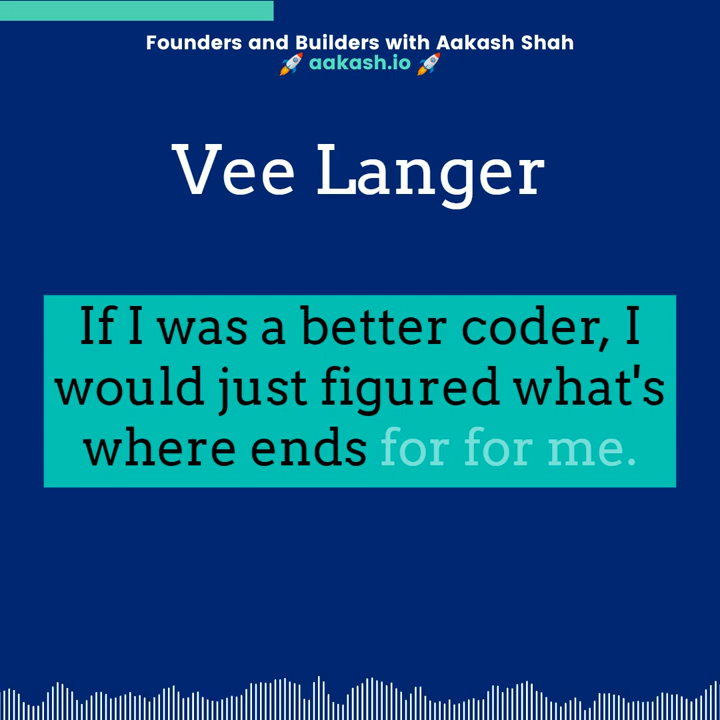 Founders and Builders with Aakash Shah
🚀 aakash.io 🚀
Vee Langer
If I was a better coder, I
would just figured what's
where ends for for me.